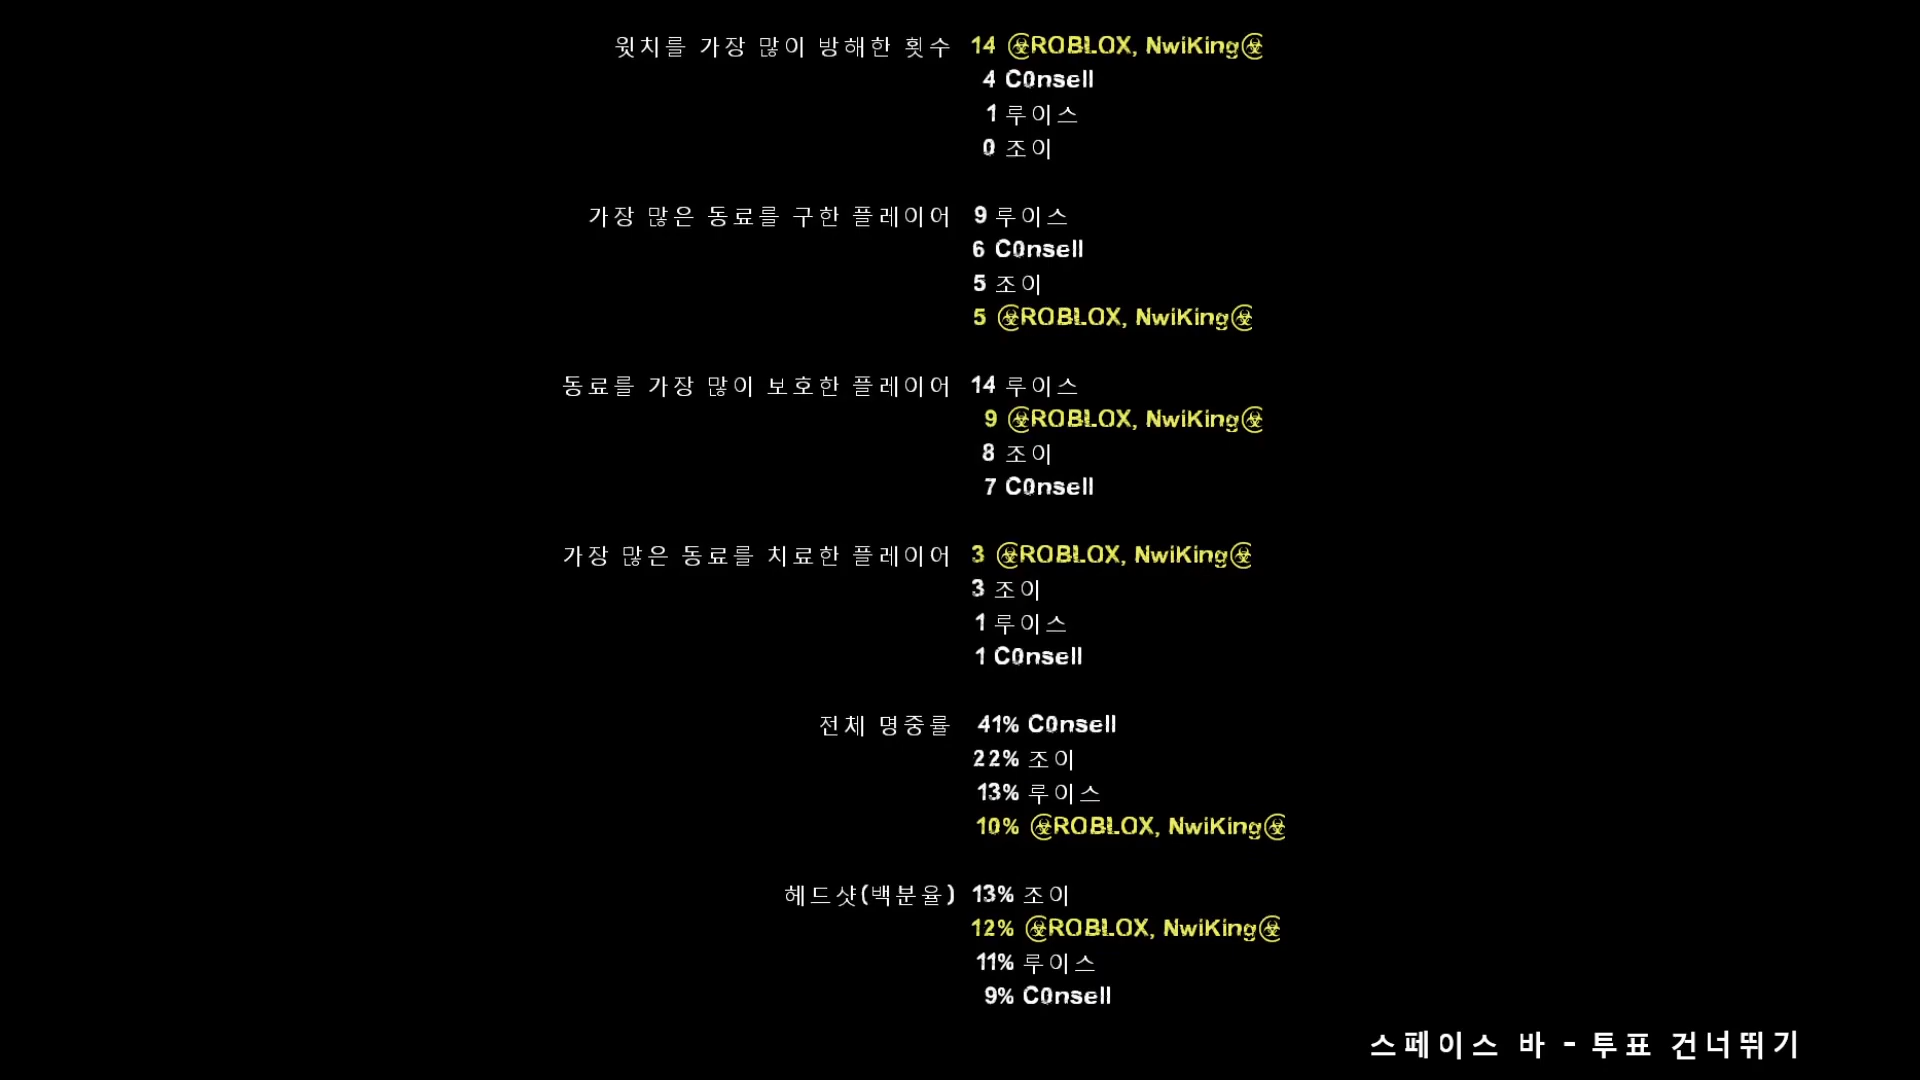 윗치를 가장 많이 방해한 횟수 14 ☣ROBLOX, NwiKing☣
4 C0nsell
1 루이스
0 조이
가장 많은 동료를 구한 플레이어 9 루이스
6 C0nsell
5 조이
5 ☣ROBLOX, NwiKing☣
동료를 가장 많이 보호한 플레이어 14 루이스
9 ☣ROBLOX, NwiKing☣
8 조이
7 C0nsell
가장 많은 동료를 치료한 플레이어 3 ☣ROBLOX, NwiKing☣
3 조이
1 루이스
1 C0nsell
전체 명중률 41% C0nsell
22% 조이
13% 루이스
10% ☣ROBLOX, NwiKing☣
헤드샷(백분율) 13% 조이
12% ☣ROBLOX, NwiKing☣
11% 루이스
9% C0nsell
스페이스 바 - 투표 건너뛰기